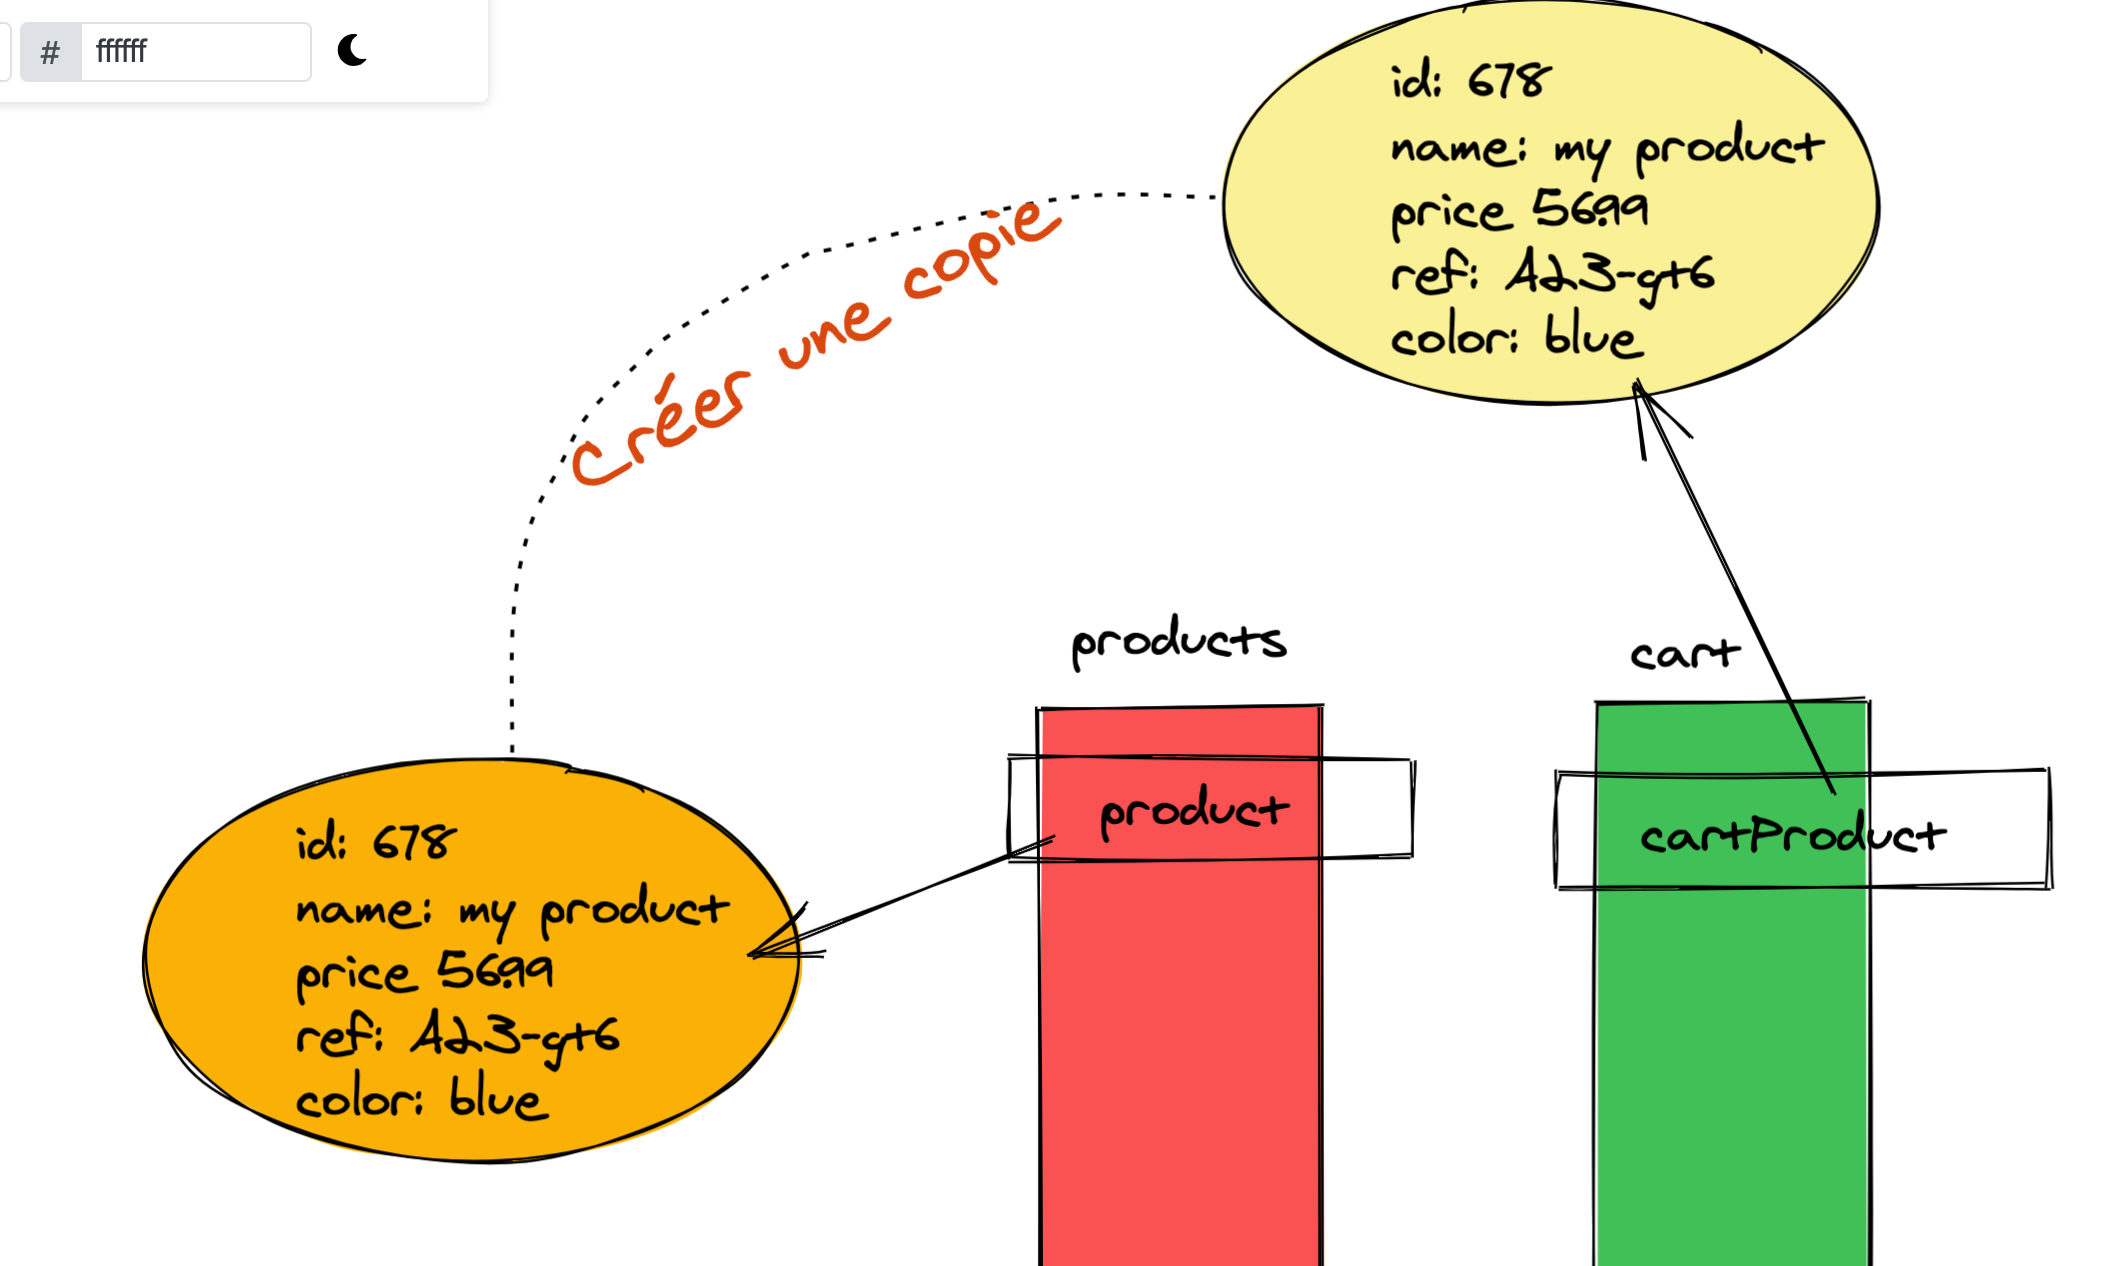 # ffffff
id: 678
name: my product
price 56.99
ref: A23-gt6
color: blue
Créer une copie
products
cart
product
cartProduct
id: 678
name: my product
price 56.99
ref: A23-gt6
color: blue